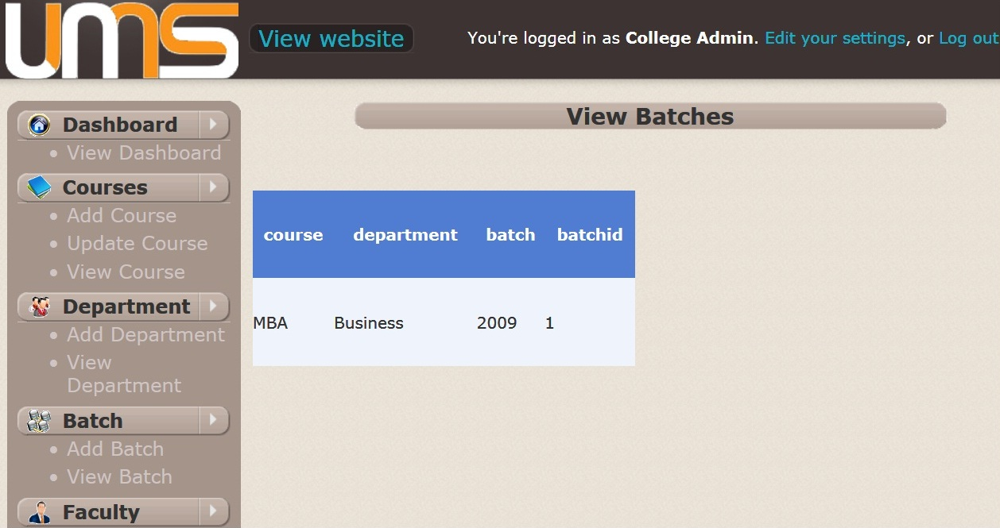 ums
View website
You're logged in as College Admin. Edit your settings, or Log out
Dashboard
View Dashboard
Courses
Add Course
Update Course
View Course
Department
Add Department
View
Department
Batch
Add Batch
View Batch
Faculty
View Batches
course department batch batchid
MBA Business 2009 1